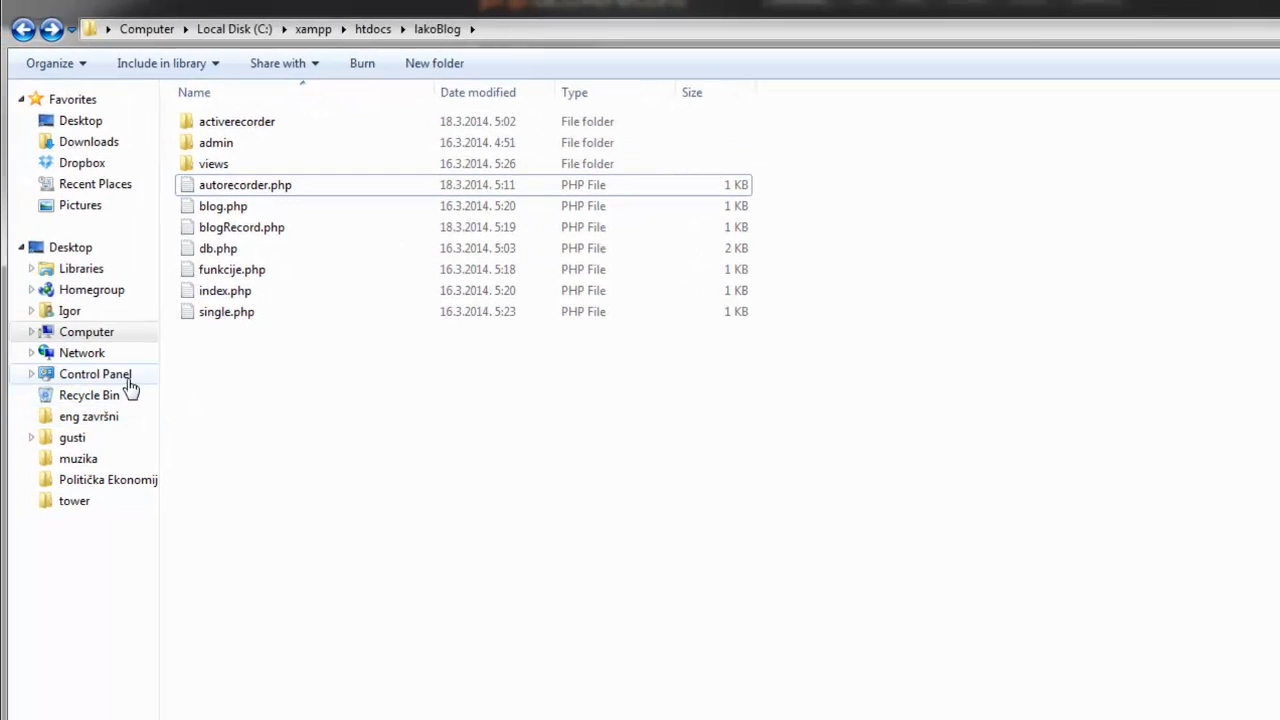 Computer Local Disk (C:) xampp htdocs lakoBlog
Organize Include in library Share with Burn New folder
Name Date modified Type Size
Favorites
Desktop
Downloads
Dropbox
Recent Places
Pictures
Desktop
Libraries
Homegroup
Igor
Computer
Network
Control Panel
Recycle Bin
eng završni
gusti
muzika
Politička Ekonomij
tower
activerecorder 18.3.2014. 5:02 File folder
admin 16.3.2014. 4:51 File folder
views 16.3.2014. 5:26 File folder
autorecorder.php 18.3.2014. 5:11 PHP File 1 KB
blog.php 16.3.2014. 5:20 PHP File 1 KB
blogRecord.php 18.3.2014. 5:19 PHP File 1 KB
db.php 16.3.2014. 5:03 PHP File 2 KB
funkcije.php 16.3.2014. 5:18 PHP File 1 KB
index.php 16.3.2014. 5:20 PHP File 1 KB
single.php 16.3.2014. 5:23 PHP File 1 KB